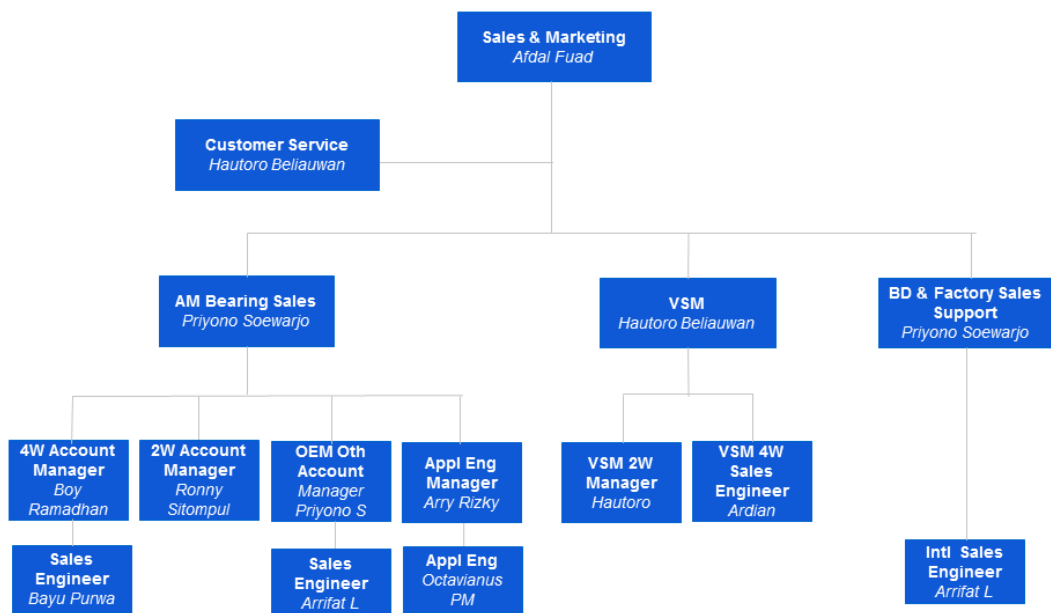 Sales & Marketing
Afdal Fuad
Customer Service
Hautoro Beliauwan
AM Bearing Sales
Priyono Soewarjo
VSM
Hautoro Beliauwan
BD & Factory Sales
Support
Priyono Soewarjo
4W Account
Manager
Boy
Ramadhan
2W Account
Manager
Ronny
Sitompul
OEM Oth
Account
Manager
Priyono S
Appl Eng
Manager
Arry Rizky
VSM 2W
Manager
Hautoro
VSM 4W
Sales
Engineer
Ardian
Sales
Engineer
Bayu Purwa
Sales
Engineer
Arrifat L
Appl Eng
Octavianus
PM
Intl Sales
Engineer
Arrifat L